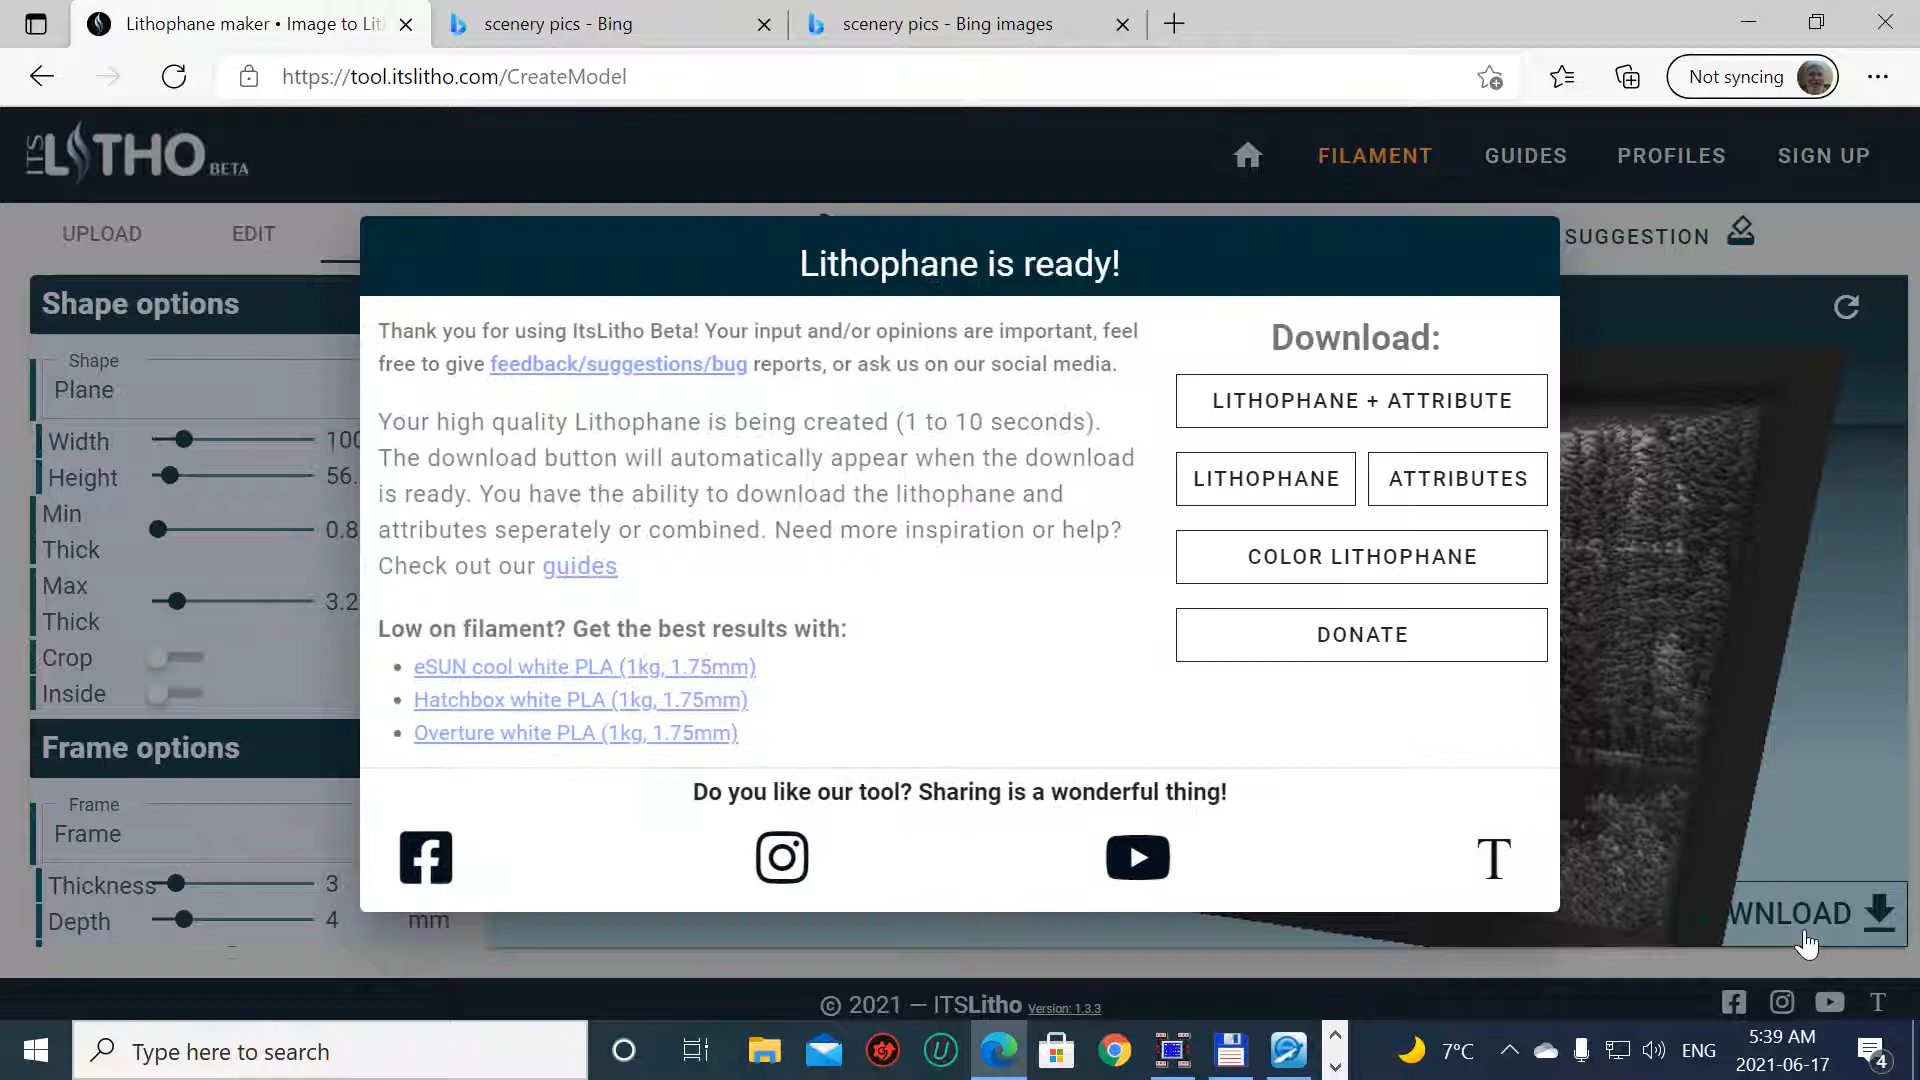 Lithophane maker • Image to Lit
scenery pics - Bing
scenery pics - Bing images
https://tool.itslitho.com/CreateModel
Not syncing
ITS LITHO BETA
FILAMENT
GUIDES
PROFILES
SIGN UP
UPLOAD
EDIT
SUGGESTION
Lithophane is ready!
Shape options
Shape
Plane
Width 100
Height 56.
Min
Thick 0.8
Max
Thick 3.2
Crop
Inside
Frame options
Frame
Frame
Thickness 3
Depth 4 mm
Thank you for using ItsLitho Beta! Your input and/or opinions are important, feel
free to give feedback/suggestions/bug reports, or ask us on our social media.
Your high quality Lithophane is being created (1 to 10 seconds).
The download button will automatically appear when the download
is ready. You have the ability to download the lithophane and
attributes seperately or combined. Need more inspiration or help?
Check out our guides
Low on filament? Get the best results with:
• eSUN cool white PLA (1kg, 1.75mm)
• Hatchbox white PLA (1kg, 1.75mm)
• Overture white PLA (1kg, 1.75mm)
Download:
LITHOPHANE + ATTRIBUTE
LITHOPHANE
ATTRIBUTES
COLOR LITHOPHANE
DONATE
Do you like our tool? Sharing is a wonderful thing!
T
WNLOAD
© 2021 — ITSLitho Version: 1.3.3
T
Type here to search
7°C
ENG
5:39 AM
2021-06-17
4